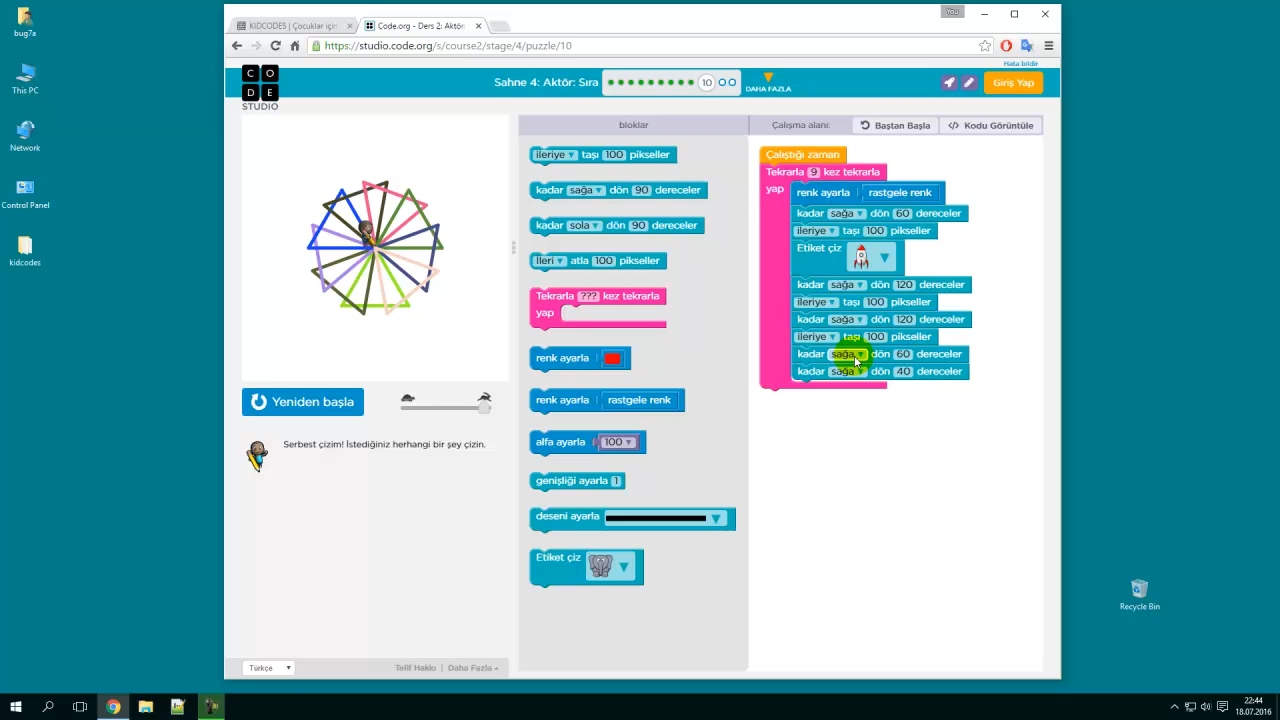 bug7a
This PC
Network
Control Panel
kidcodes
Recycle Bin
You
KIDCODES | Çocuklar için
Code.org - Ders 2: Aktör:
https://studio.code.org/s/course2/stage/4/puzzle/10
Hata bildir
C O
D E
STUDIO
Sahne 4: Aktör: Sıra
10
DAHA FAZLA
Giriş Yap
bloklar
Çalışma alanı:
Baştan Başla
</> Kodu Görüntüle
ileriye taşı 100 pikseller
kadar sağa dön 90 dereceler
kadar sola dön 90 dereceler
İleri atla 100 pikseller
Tekrarla ??? kez tekrarla
yap
renk ayarla
renk ayarla rastgele renk
alfa ayarla 100
genişliği ayarla 1
deseni ayarla
Etiket çiz
Çalıştığı zaman
Tekrarla 9 kez tekrarla
yap
renk ayarla rastgele renk
kadar sağa dön 60 dereceler
ileriye taşı 100 pikseller
Etiket çiz
kadar sağa dön 120 dereceler
ileriye taşı 100 pikseller
kadar sağa dön 120 dereceler
ileriye taşı 100 pikseller
kadar sağa dön 60 dereceler
kadar sağa dön 40 dereceler
Yeniden başla
Serbest çizim! İstediğiniz herhangi bir şey çizin.
Türkçe
Telif Hakkı | Daha Fazla
22:44
18.07.2016